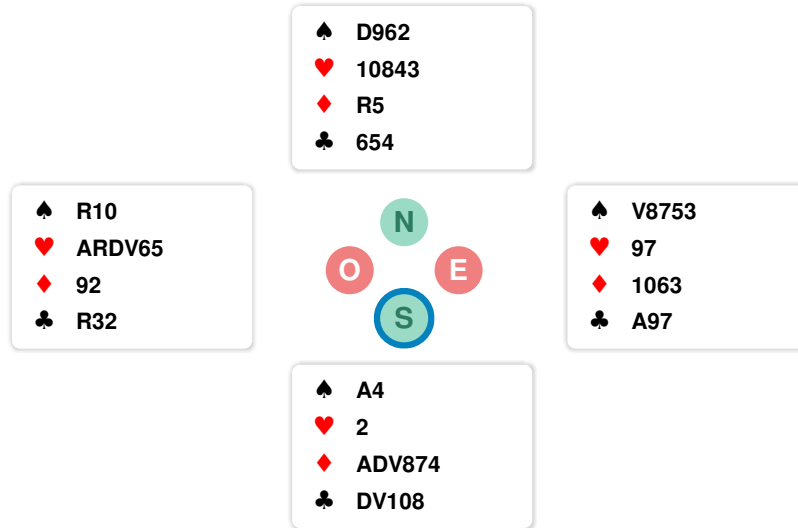 ♠ D962
♥ 10843
♦ R5
♣ 654
♠ R10
♥ ARDV65
♦ 92
♣ R32
N
O E
S
♠ V8753
♥ 97
♦ 1063
♣ A97
♠ A4
♥ 2
♦ ADV874
♣ DV108